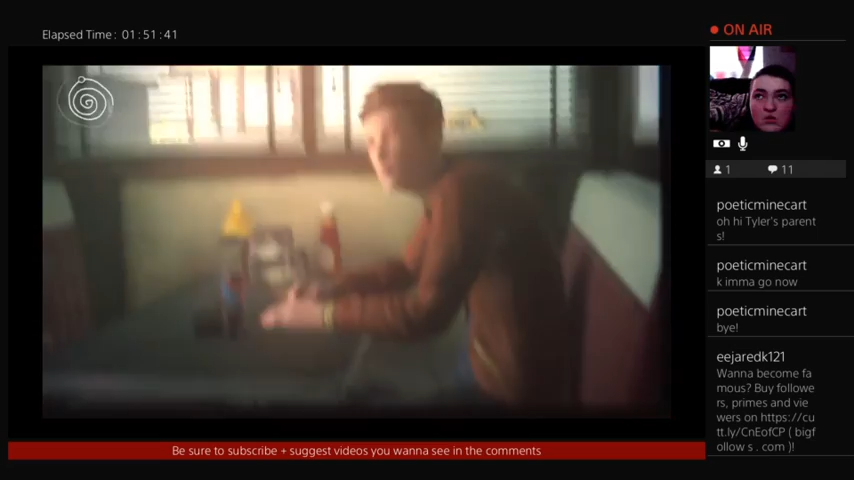 Elapsed Time: 01:51:41
ON AIR
1 11
poeticminecart
oh hi Tyler's parent
s!
poeticminecart
k imma go now
poeticminecart
bye!
eejaredk121
Wanna become fa
mous? Buy followe
rs, primes and vie
wers on https://cu
tt.ly/CnEofCP ( bigf
ollow s . com )!
Be sure to subscribe + suggest videos you wanna see in the comments